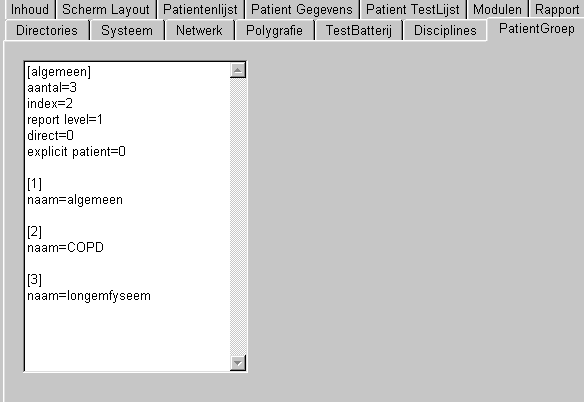 Inhoud Scherm Layout Patientenlijst Patient Gegevens Patient TestLijst Modulen Rapport
Directories Systeem Netwerk Polygrafie TestBatterij Disciplines PatientGroep
[algemeen]
aantal=3
index=2
report level=1
direct=0
explicit patient=0
[1]
naam=algemeen
[2]
naam=COPD
[3]
naam=longemfyseem